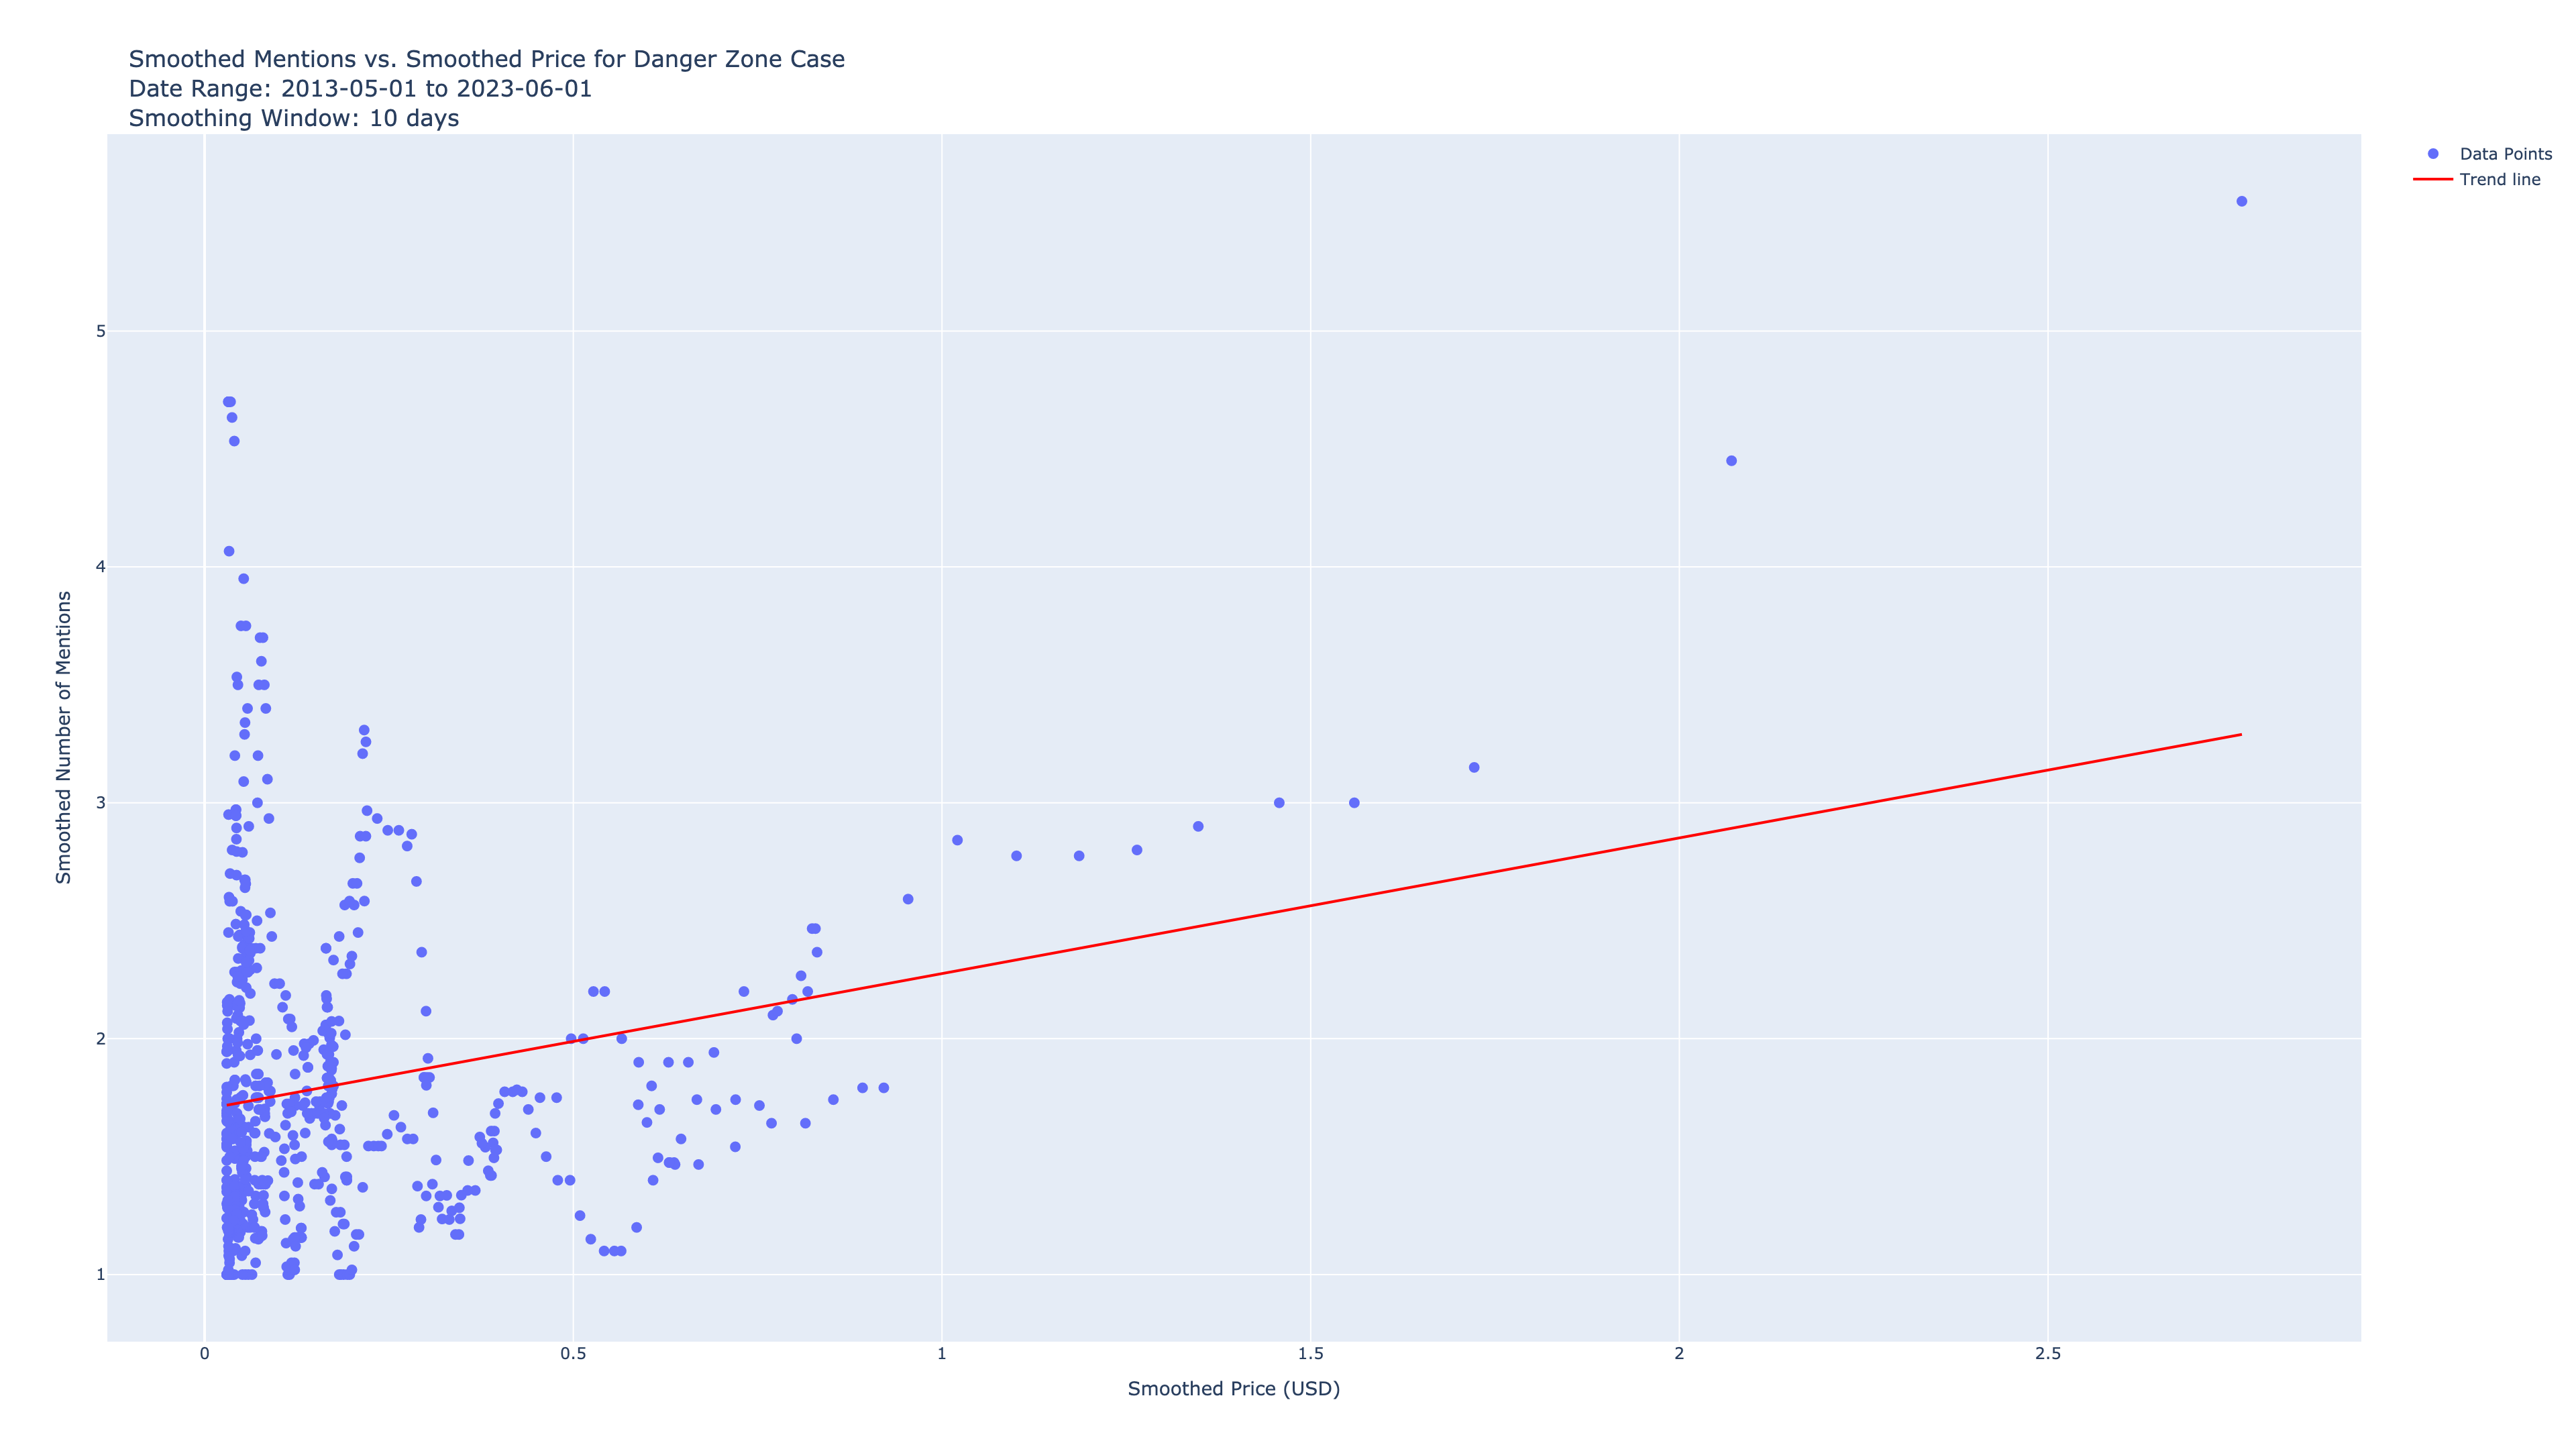 Smoothed Mentions vs. Smoothed Price for Danger Zone Case
Date Range: 2013-05-01 to 2023-06-01
Smoothing Window: 10 days
Data Points
Trend line
5
4
3
2
1
Smoothed Number of Mentions
0
0.5
1
1.5
2
2.5
Smoothed Price (USD)